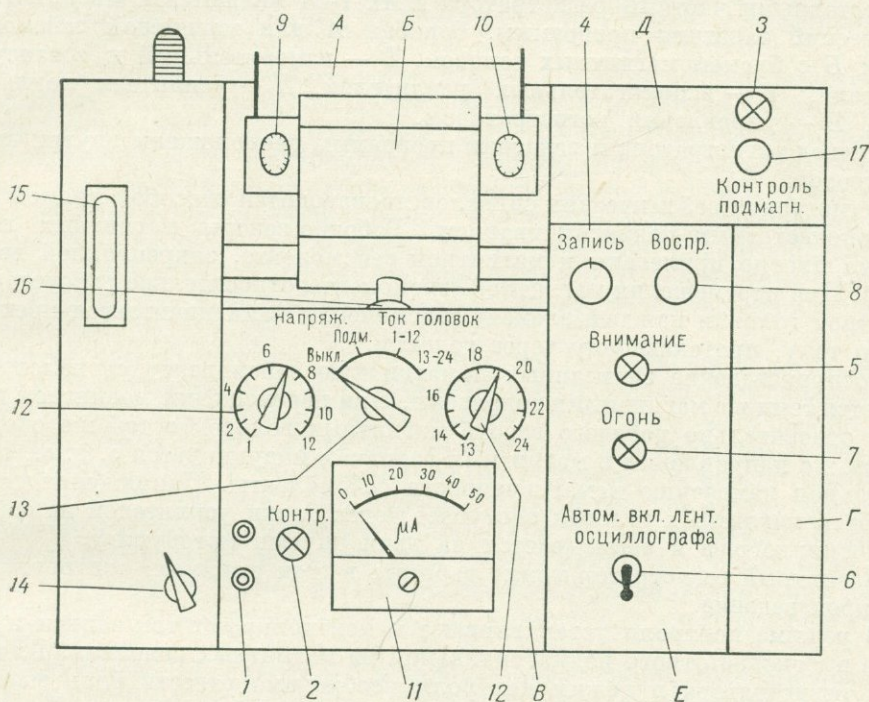 9 А Б 10 4 Д 3
15
17
Контроль
подмагн.
Запись Воспр.
16
8
Напряж. Ток головок
Подм. 1-12
Выкл. 13-24
Внимание
5
6 8
4 10
2 12
1
18 20
16 22
14 24
13
12
Огонь
7
13
0 10 20 30 40 50
μA
Контр.
Автом. вкл. лент.
осциллографа
Г
14
6
1 2 11 12 В Е